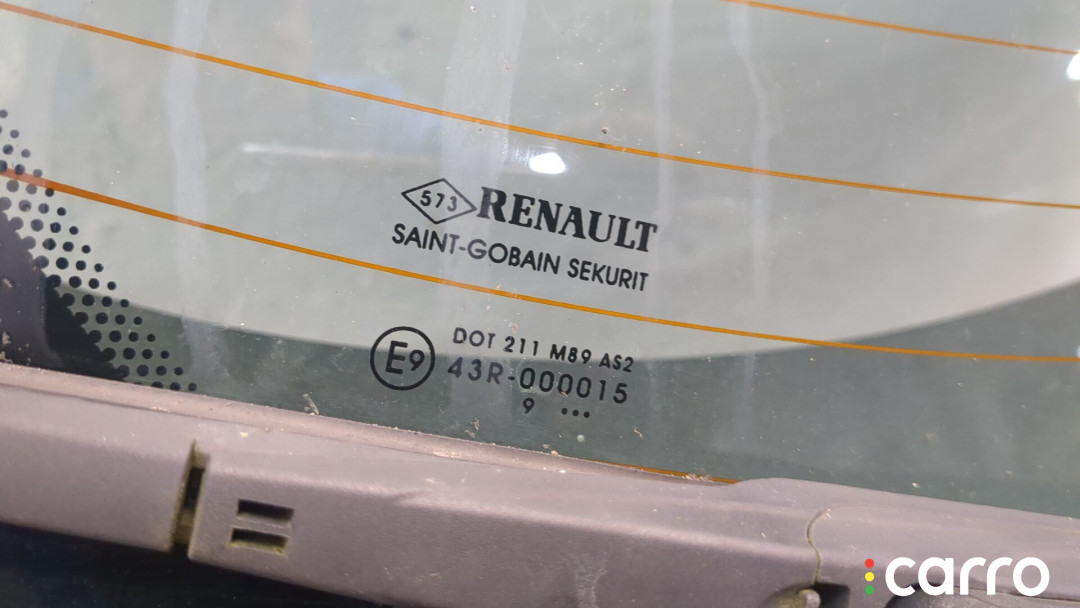 573 RENAULT
SAINT-GOBAIN SEKURIT
E9 DOT 211 M89 AS2
43R-000015
9 ...
carro